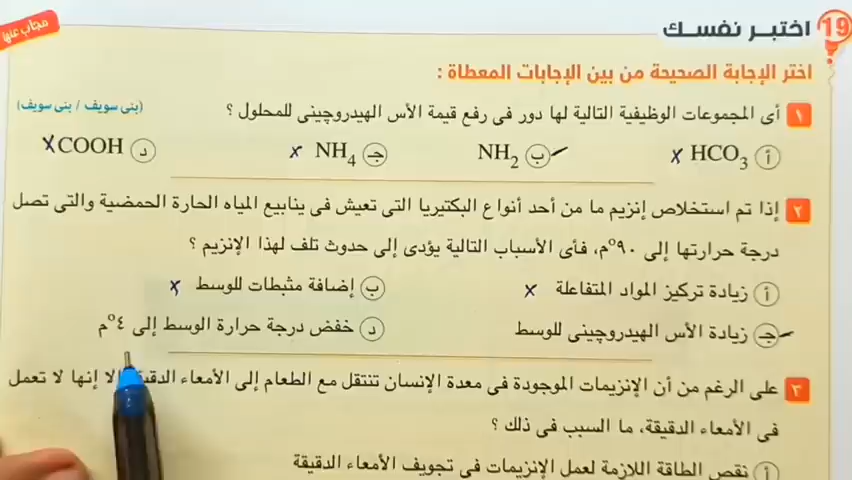 19 اختبر نفسك
مجاب عنها
اختر الإجابة الصحيحة من بين الإجابات المعطاة :
١ أى المجموعات الوظيفية التالية لها دور فى رفع قيمة الأس الهيدروچينى للمحلول ؟ (بنى سويف / بنى سويف)
أ HCO3 ب NH2 جـ NH4 د COOH
٢ إذا تم استخلاص إنزيم ما من أحد أنواع البكتيريا التى تعيش فى ينابيع المياه الحارة الحمضية والتى تصل
درجة حرارتها إلى ٩٠°م، فأى الأسباب التالية يؤدى إلى حدوث تلف لهذا الإنزيم ؟
أ زيادة تركيز المواد المتفاعلة ب إضافة مثبطات للوسط
جـ زيادة الأس الهيدروچينى للوسط د خفض درجة حرارة الوسط إلى ٤°م
٣ على الرغم من أن الإنزيمات الموجودة فى معدة الإنسان تنتقل مع الطعام إلى الأمعاء الدقيقة إلا إنها لا تعمل
فى الأمعاء الدقيقة، ما السبب فى ذلك ؟
أ نقص الطاقة اللازمة لعمل الإنزيمات فى تجويف الأمعاء الدقيقة